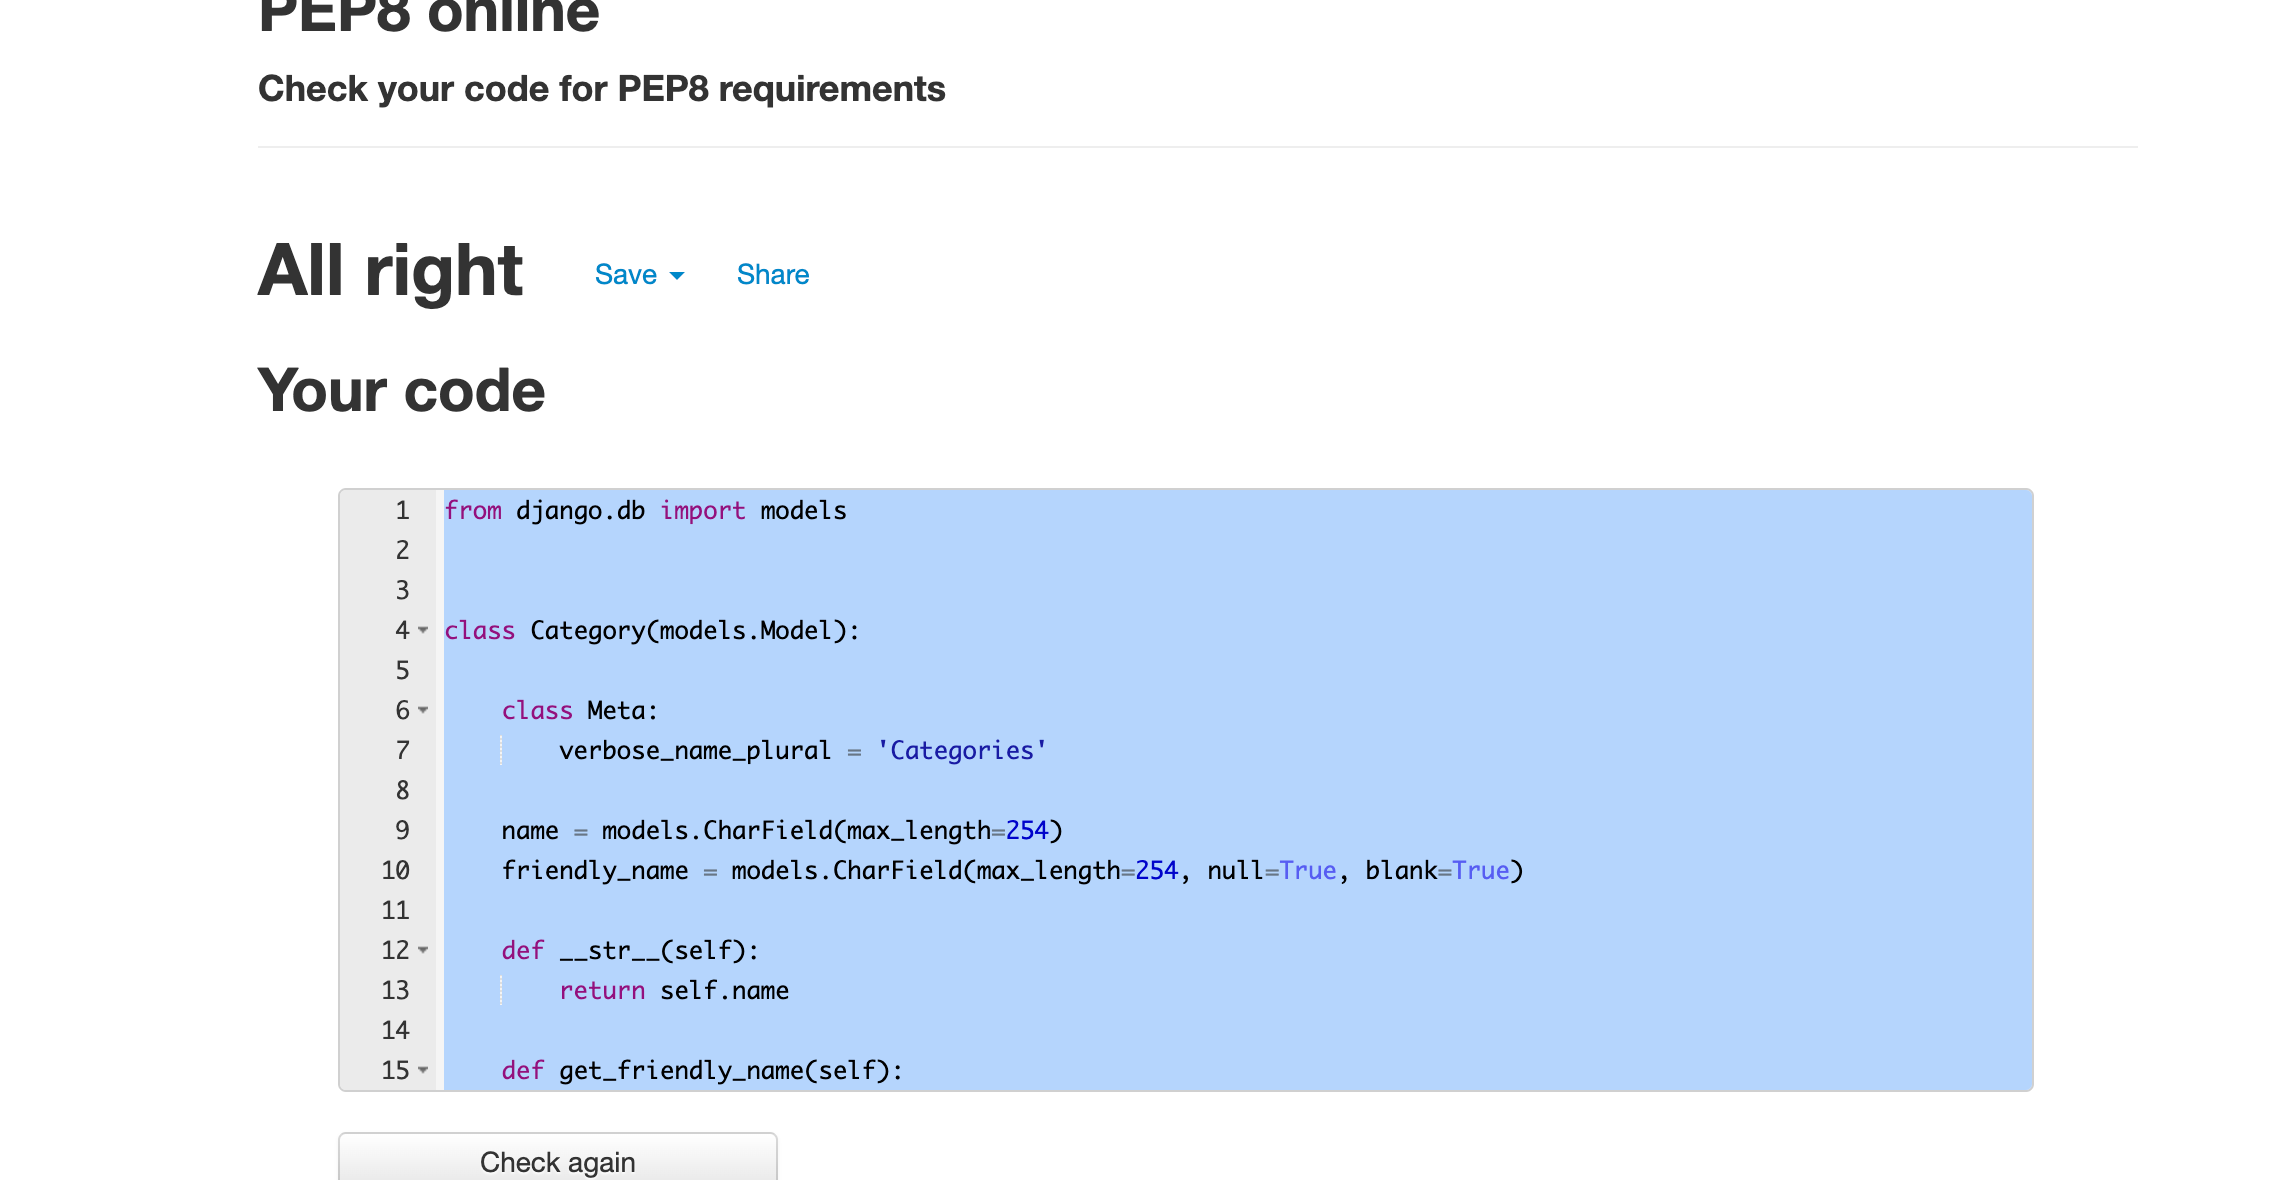 PEP8 online
Check your code for PEP8 requirements
All right Save Share
Your code
1 from django.db import models
2
3
4 class Category(models.Model):
5
6     class Meta:
7         verbose_name_plural = 'Categories'
8
9     name = models.CharField(max_length=254)
10     friendly_name = models.CharField(max_length=254, null=True, blank=True)
11
12     def __str__(self):
13         return self.name
14
15     def get_friendly_name(self):
Check again